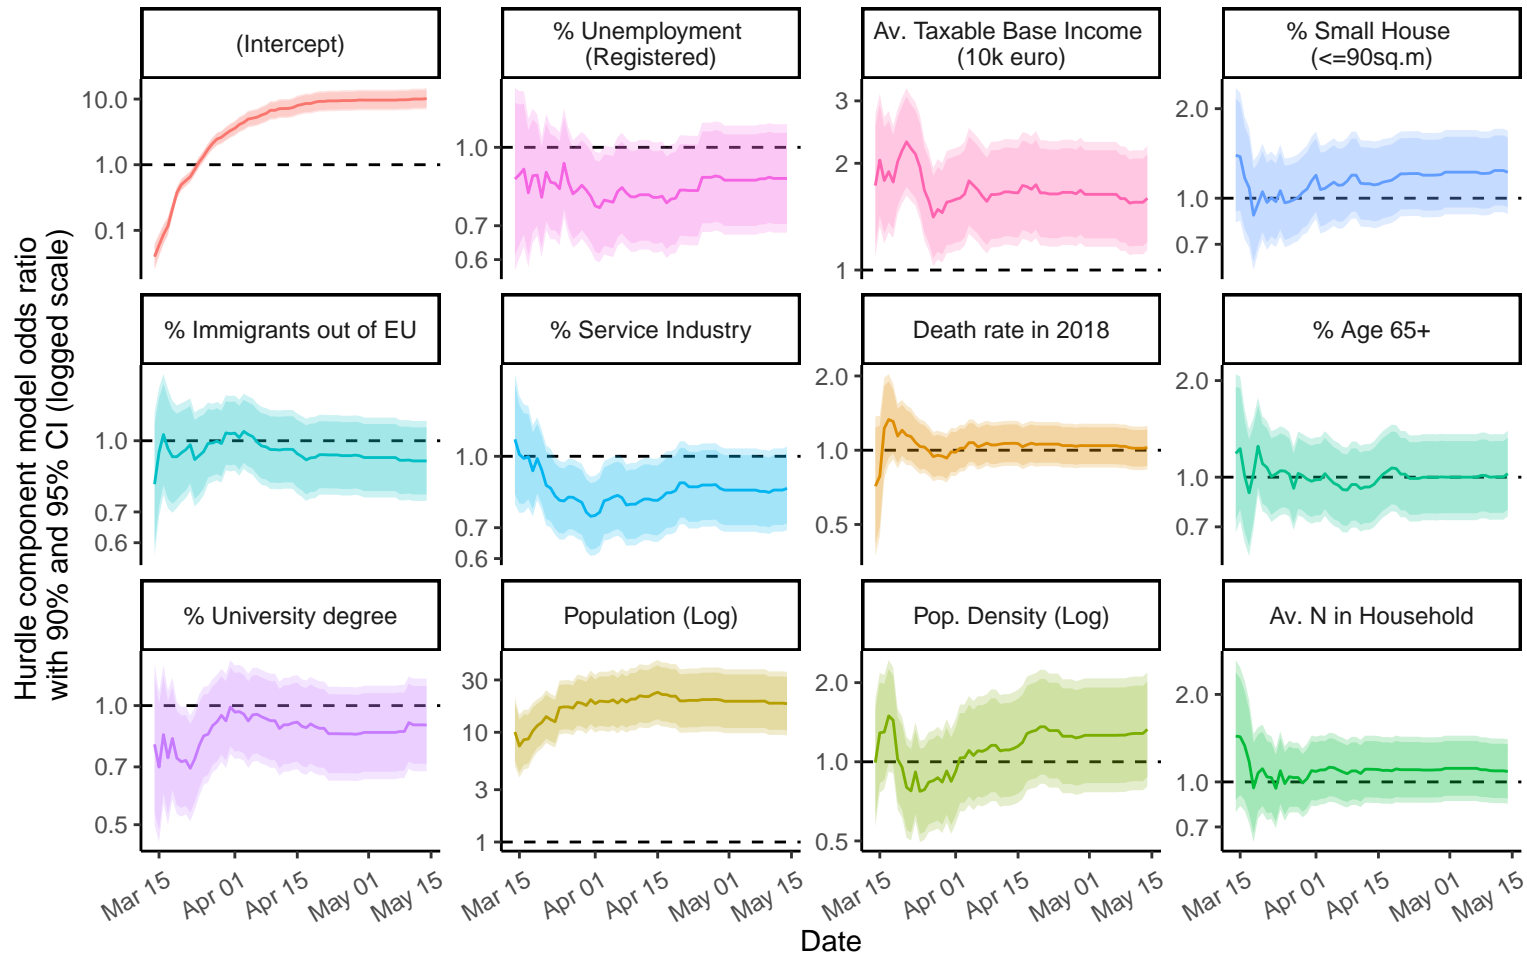 (Intercept)
% Unemployment
(Registered)
Av. Taxable Base Income
(10k euro)
% Small House
(<=90sq.m)
10.0
1.0
0.1
1.0
0.7
0.6
3
2
1
2.0
1.0
0.7
% Immigrants out of EU
% Service Industry
Death rate in 2018
% Age 65+
1.0
0.7
0.6
1.0
0.7
0.6
2.0
1.0
0.5
2.0
1.0
0.7
% University degree
Population (Log)
Pop. Density (Log)
Av. N in Household
1.0
0.7
0.5
30
10
3
1
2.0
1.0
0.5
2.0
1.0
0.7
Mar 15
Apr 01
Apr 15
May 01
May 15
Mar 15
Apr 01
Apr 15
May 01
May 15
Mar 15
Apr 01
Apr 15
May 01
May 15
Mar 15
Apr 01
Apr 15
May 01
May 15
Date
Hurdle component model odds ratio
with 90% and 95% CI (logged scale)